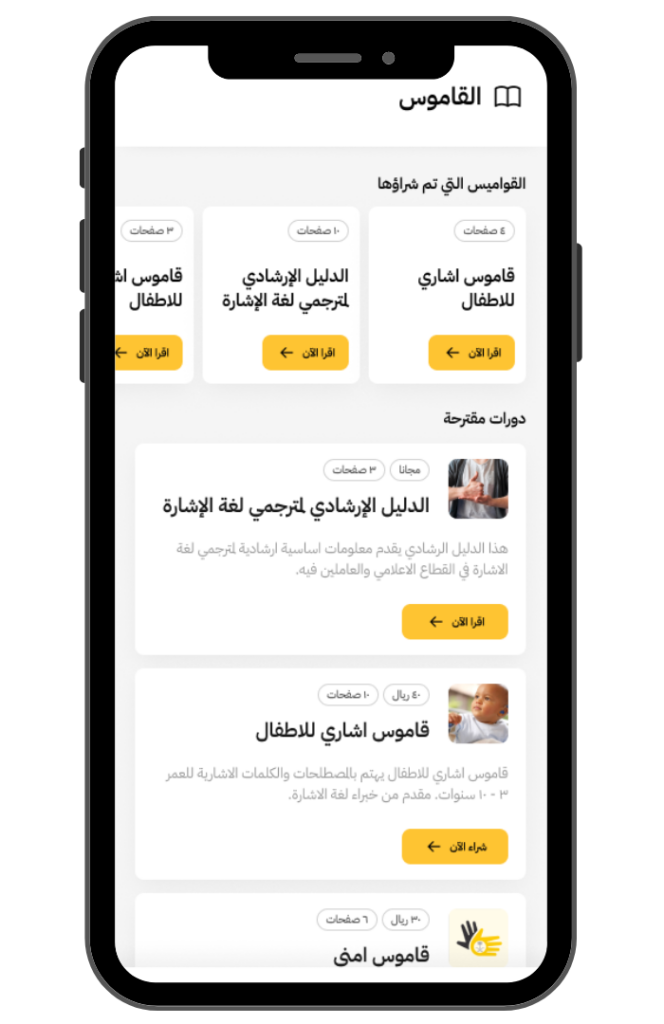 القاموس
القواميس التي تم شراؤها
٤ صفحات
قاموس اشاري
للاطفال
اقرا الآن
١٠ صفحات
الدليل الإرشادي
لمترجمي لغة الإشارة
اقرا الآن
٣ صفحات
قاموس اش
للاطفال
اقرا الآن
دورات مقترحة
مجانا
٣ صفحات
الدليل الإرشادي لمترجمي لغة الإشارة
هذا الدليل الرشادي يقدم معلومات اساسية ارشادية لمترجمي لغة
الاشارة في القطاع الاعلامي والعاملين فيه.
اقرا الآن
٤٠ ريال
١٠ صفحات
قاموس اشاري للاطفال
قاموس اشاري للاطفال يهتم بالمصطلحات والكلمات الاشارية للعمر
٣ - ١٠ سنوات. مقدم من خبراء لغة الاشارة.
شراء الآن
٣٠ ريال
٦ صفحات
قاموس امني